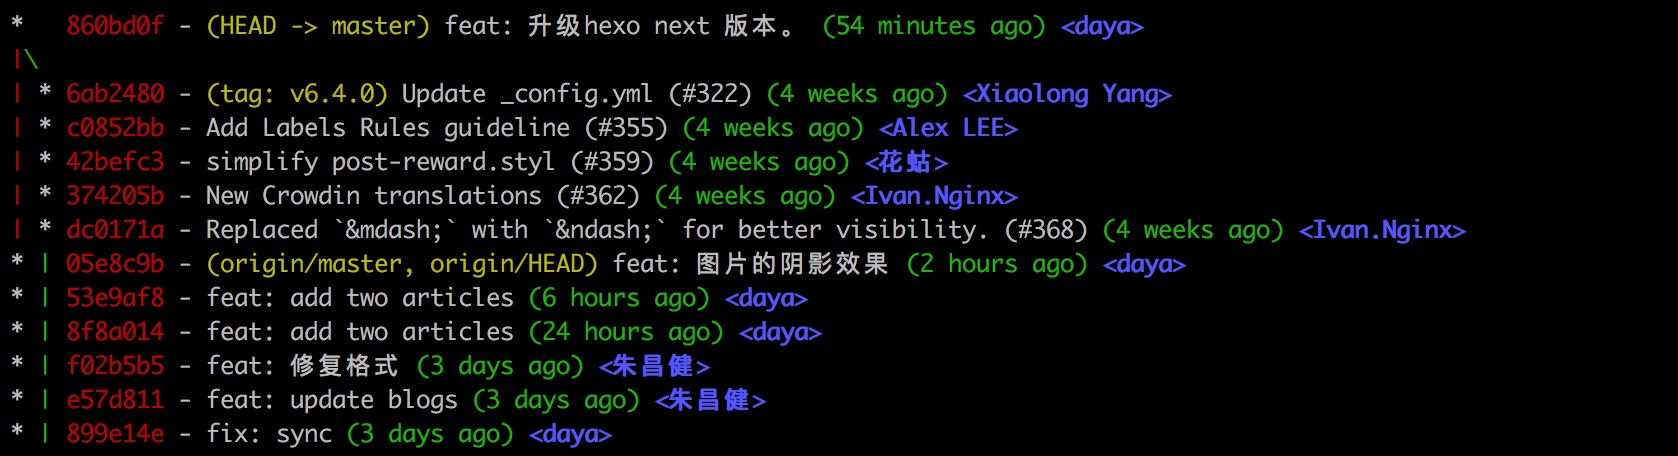 *   860bd0f - (HEAD -> master) feat: 升级hexo next 版本。 (54 minutes ago) <daya>
|\
| * 6ab2480 - (tag: v6.4.0) Update _config.yml (#322) (4 weeks ago) <Xiaolong Yang>
| * c0852bb - Add Labels Rules guideline (#355) (4 weeks ago) <Alex LEE>
| * 42befc3 - simplify post-reward.styl (#359) (4 weeks ago) <花蛄>
| * 374205b - New Crowdin translations (#362) (4 weeks ago) <Ivan.Nginx>
| * dc0171a - Replaced `&mdash;` with `&ndash;` for better visibility. (#368) (4 weeks ago) <Ivan.Nginx>
* | 05e8c9b - (origin/master, origin/HEAD) feat: 图片的阴影效果 (2 hours ago) <daya>
* | 53e9af8 - feat: add two articles (6 hours ago) <daya>
* | 8f8a014 - feat: add two articles (24 hours ago) <daya>
* | f02b5b5 - feat: 修复格式 (3 days ago) <朱昌健>
* | e57d811 - feat: update blogs (3 days ago) <朱昌健>
* | 899e14e - fix: sync (3 days ago) <daya>